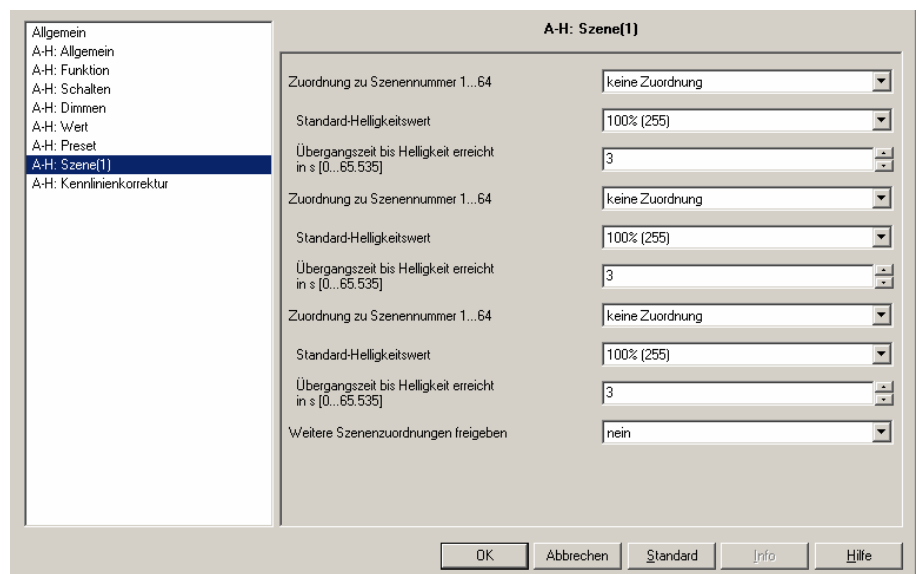 Allgemein
A-H: Allgemein
A-H: Funktion
A-H: Schalten
A-H: Dimmen
A-H: Wert
A-H: Preset
A-H: Szene(1)
A-H: Kennlinienkorrektur
A-H: Szene(1)
Zuordnung zu Szenennummer 1...64 keine Zuordnung
Standard-Helligkeitswert 100% (255)
Übergangszeit bis Helligkeit erreicht
in s [0...65.535] 3
Zuordnung zu Szenennummer 1...64 keine Zuordnung
Standard-Helligkeitswert 100% (255)
Übergangszeit bis Helligkeit erreicht
in s [0...65.535] 3
Zuordnung zu Szenennummer 1...64 keine Zuordnung
Standard-Helligkeitswert 100% (255)
Übergangszeit bis Helligkeit erreicht
in s [0...65.535] 3
Weitere Szenenzuordnungen freigeben nein
OK Abbrechen Standard Info Hilfe